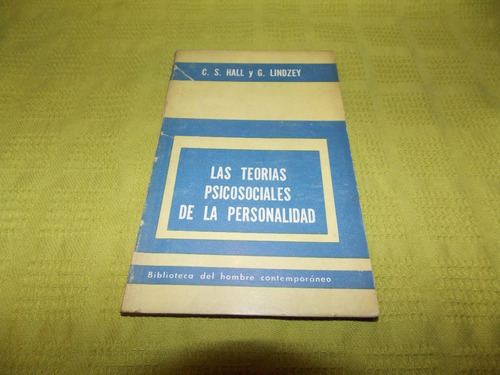 C. S. HALL y G. LINDZEY
LAS TEORIAS
PSICOSOCIALES
DE LA PERSONALIDAD
Biblioteca del hombre contemporáneo